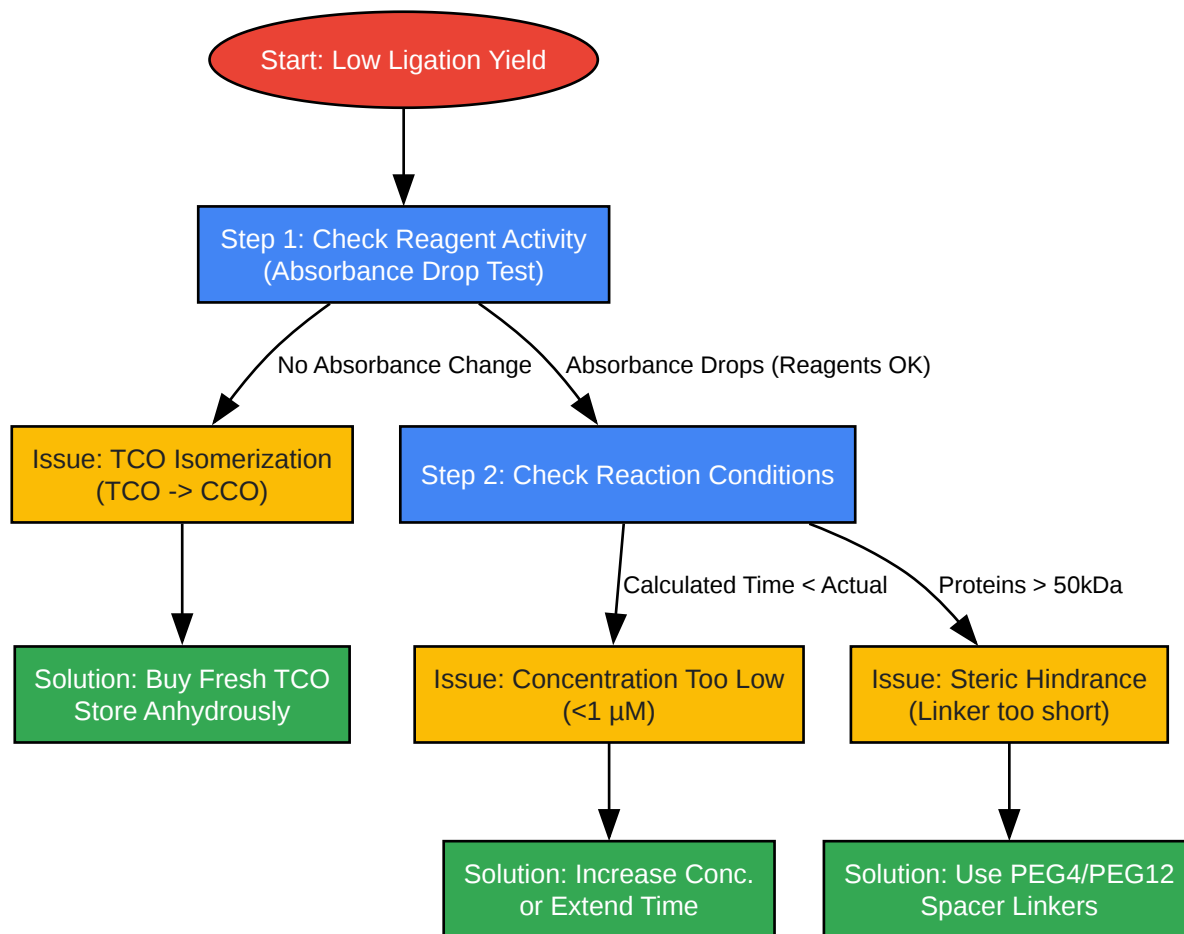 Start: Low Ligation Yield
Step 1: Check Reagent Activity
(Absorbance Drop Test)
No Absorbance Change
Absorbance Drops (Reagents OK)
Issue: TCO Isomerization
(TCO -> CCO)
Step 2: Check Reaction Conditions
Calculated Time < Actual
Proteins > 50kDa
Solution: Buy Fresh TCO
Store Anhydrously
Issue: Concentration Too Low
(<1 µM)
Issue: Steric Hindrance
(Linker too short)
Solution: Increase Conc.
or Extend Time
Solution: Use PEG4/PEG12
Spacer Linkers